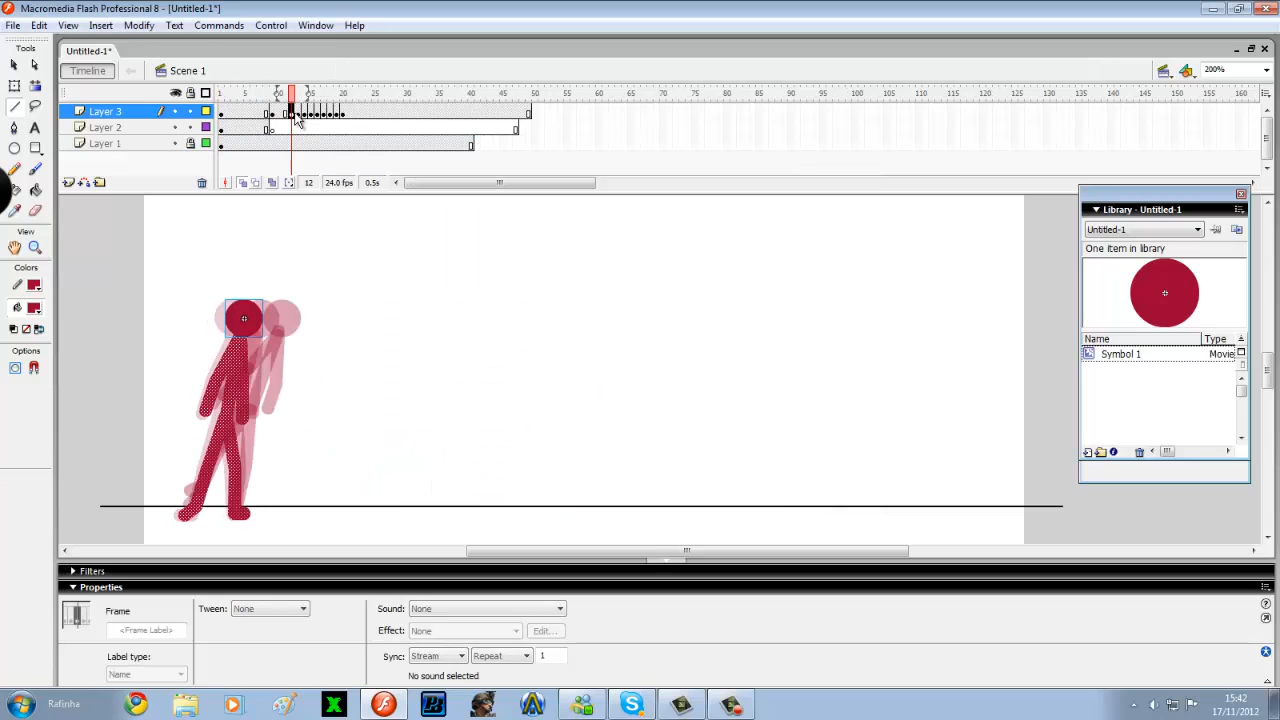 Macromedia Flash Professional 8 - [Untitled-1*]
File Edit View Insert Modify Text Commands Control Window Help
Tools
Untitled-1*
Timeline Scene 1 200%
1 5 10 15 20 25 30 35 40 45 50 55 60 65 70 75 80 85 90 95 100 105 110 115 120 125 130 135 140 145 150 155 160
Layer 3
Layer 2
Layer 1
12 24.0 fps 0.5s
View
Colors
Options
Library - Untitled-1
Untitled-1
One item in library
Name Type
Symbol 1 Movie
Filters
Properties
Frame Tween: None Sound: None
<Frame Label> Effect: None Edit...
Label type: Sync: Stream Repeat 1
Name No sound selected
Rafinha
15:42
17/11/2012